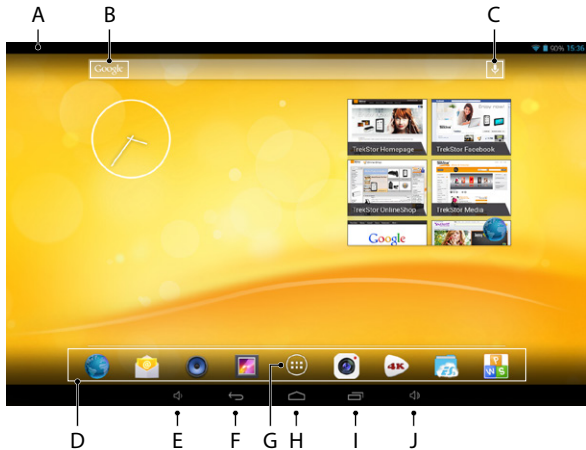 A
B
C
90% 15:36
Google
TrekStor Homepage
TrekStor Facebook
TrekStor OnlineShop
TrekStor Media
Google
4K
P
W S
D
E
F
G
H
I
J